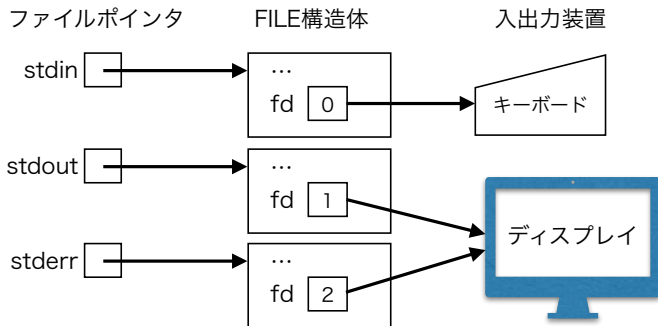 ファイルポインタ FILE構造体 入出力装置
stdin
…
fd 0
キーボード
stdout
…
fd 1
ディスプレイ
stderr
…
fd 2